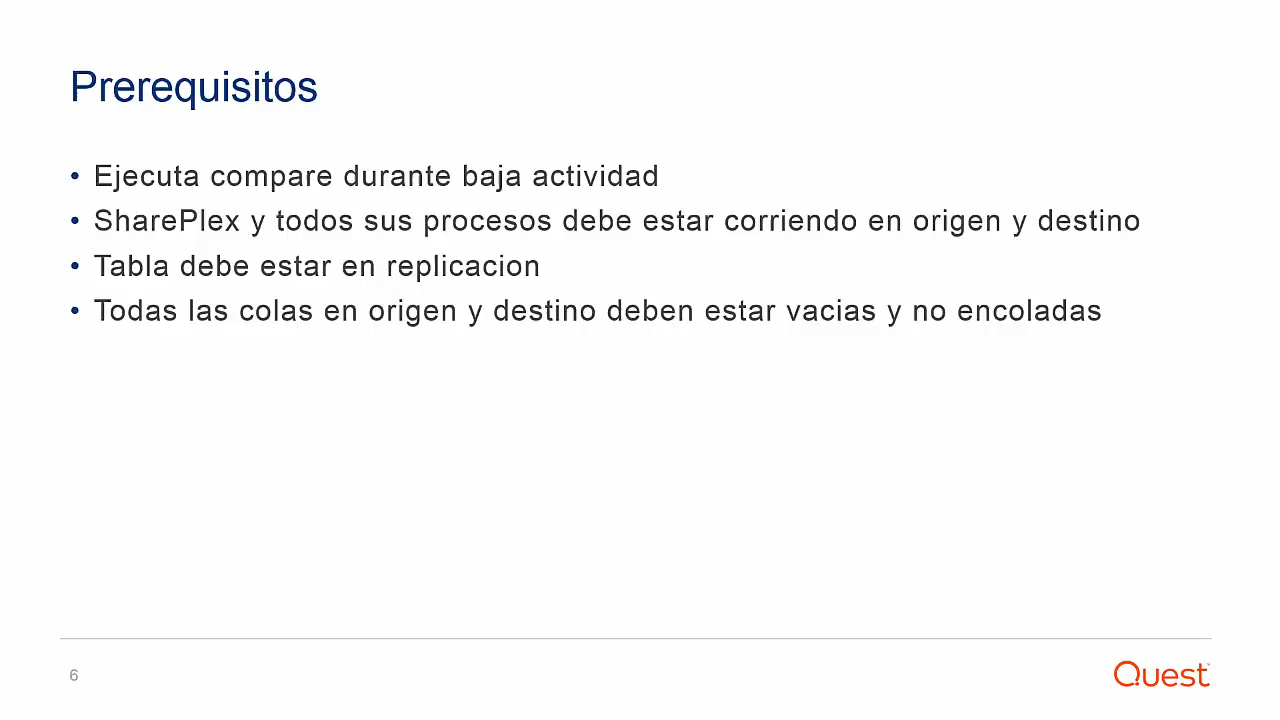 Prerequisitos
• Ejecuta compare durante baja actividad
• SharePlex y todos sus procesos debe estar corriendo en origen y destino
• Tabla debe estar en replicacion
• Todas las colas en origen y destino deben estar vacias y no encoladas
6
Quest